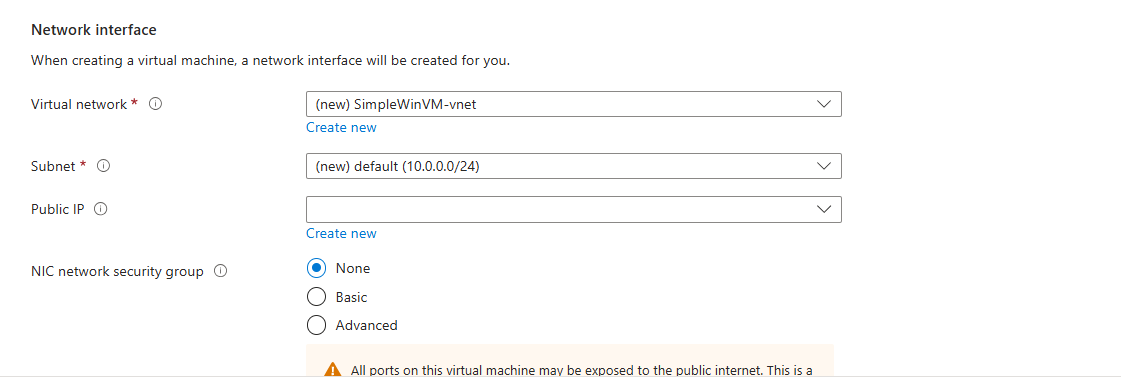 Network interface
When creating a virtual machine, a network interface will be created for you.
Virtual network *
(new) SimpleWinVM-vnet
Create new
Subnet *
(new) default (10.0.0.0/24)
Public IP
Create new
NIC network security group
None
Basic
Advanced
All ports on this virtual machine may be exposed to the public internet. This is a